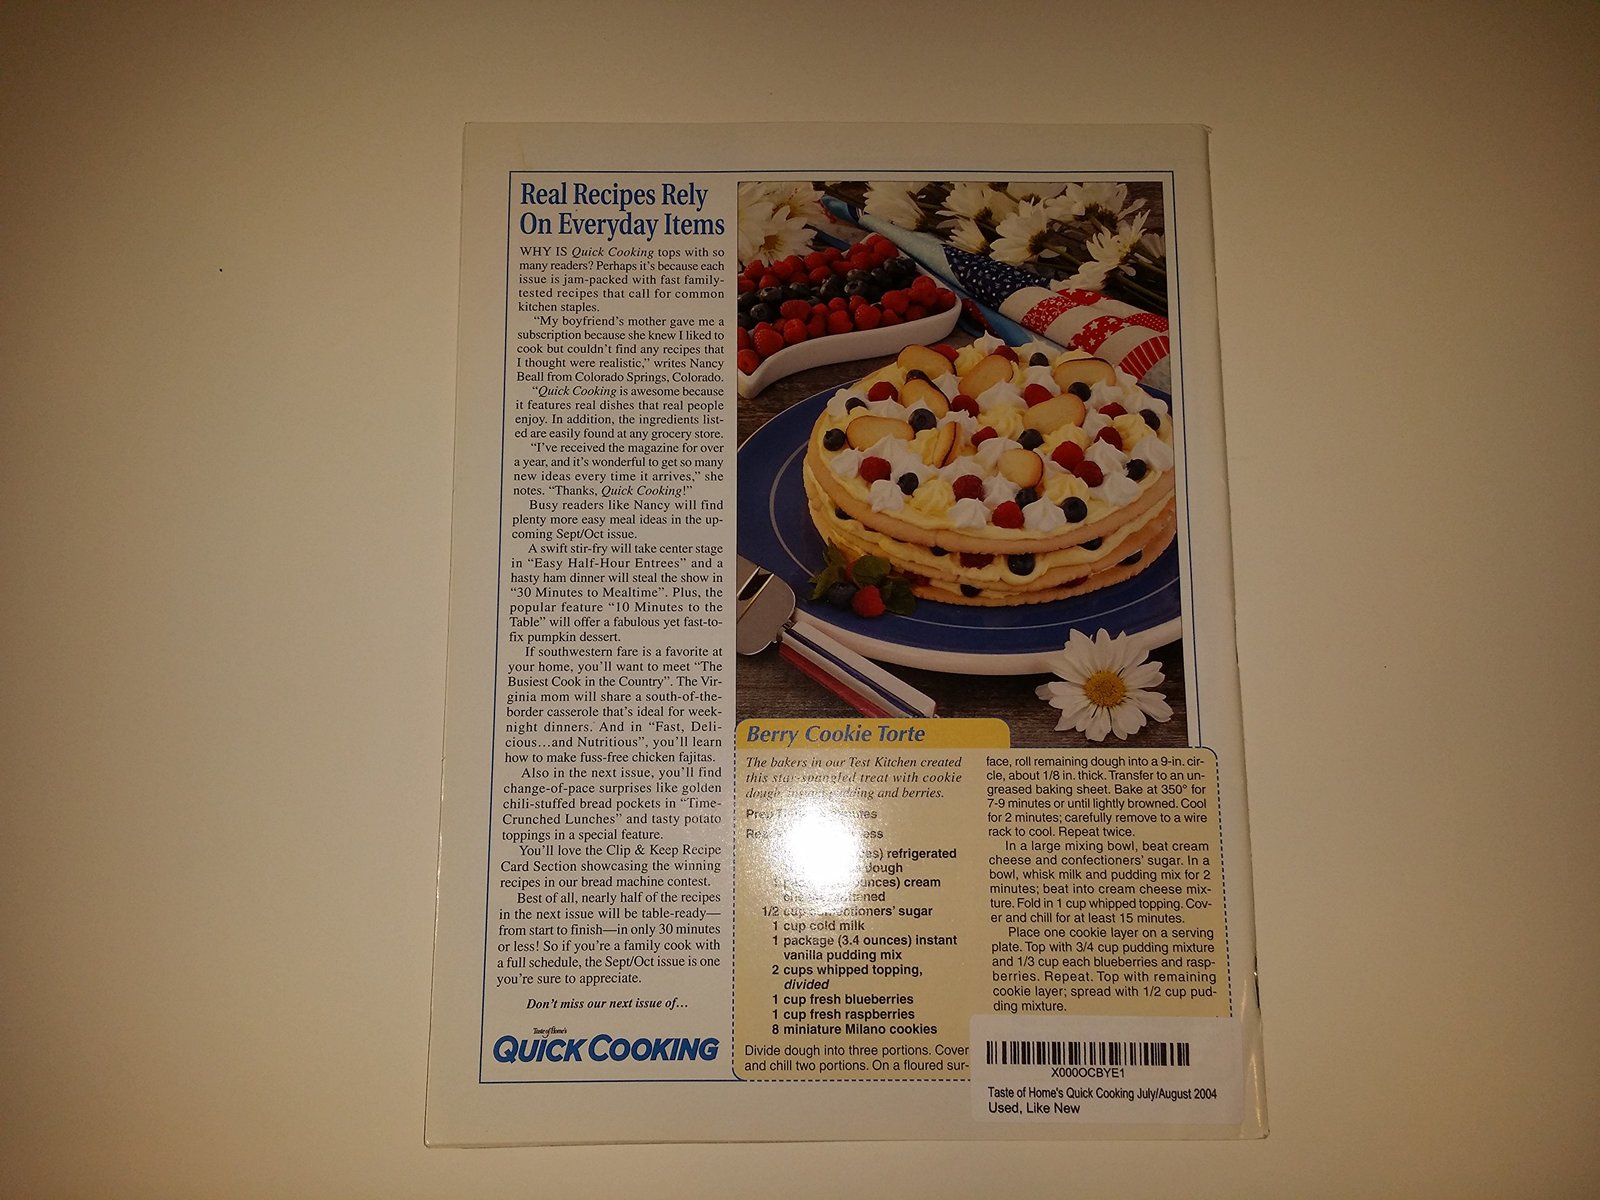 Real Recipes Rely
On Everyday Items
WHY IS Quick Cooking tops with so
many readers? Perhaps it's because each
issue is jam-packed with fast family-
tested recipes that call for common
kitchen staples.
"My boyfriend's mother gave me a
subscription because she knew I liked to
cook but couldn't find any recipes that
I thought were realistic," writes Nancy
Beall from Colorado Springs, Colorado.
"Quick Cooking is awesome because
it features real dishes that real people
enjoy. In addition, the ingredients list-
ed are easily found at any grocery store.
"I've received the magazine for over
a year, and it's wonderful to get so many
new ideas every time it arrives," she
notes. "Thanks, Quick Cooking!"
Busy readers like Nancy will find
plenty more easy meal ideas in the up-
coming Sept/Oct issue.
A swift stir-fry will take center stage
in "Easy Half-Hour Entrees" and a
hasty ham dinner will steal the show in
"30 Minutes to Mealtime". Plus, the
popular feature "10 Minutes to the
Table" will offer a fabulous yet fast-to-
fix pumpkin dessert.
If southwestern fare is a favorite at
your home, you'll want to meet "The
Busiest Cook in the Country". The Vir-
ginia mom will share a south-of-the-
border casserole that's ideal for week-
night dinners. And in "Fast, Deli-
cious...and Nutritious", you'll learn
how to make fuss-free chicken fajitas.
Also in the next issue, you'll find
change-of-pace surprises like golden
chili-stuffed bread pockets in "Time-
Crunched Lunches" and tasty potato
toppings in a special feature.
You'll love the Clip & Keep Recipe
Card Section showcasing the winning
recipes in our bread machine contest.
Best of all, nearly half of the recipes
in the next issue will be table-ready—
from start to finish—in only 30 minutes
or less! So if you're a family cook with
a full schedule, the Sept/Oct issue is one
you're sure to appreciate.
Don't miss our next issue of...
Taste of Home's
QUICK COOKING
Berry Cookie Torte
The bakers in our Test Kitchen created
this star-spangled treat with cookie
dough, instant pudding and berries.
Prep
refrigerated
dough
cream
1/2 cup confectioners' sugar
1 cup cold milk
1 package (3.4 ounces) instant
vanilla pudding mix
2 cups whipped topping,
divided
1 cup fresh blueberries
1 cup fresh raspberries
8 miniature Milano cookies
Divide dough into three portions. Cover
and chill two portions. On a floured sur-
face, roll remaining dough into a 9-in. cir-
cle, about 1/8 in. thick. Transfer to an un-
greased baking sheet. Bake at 350° for
7-9 minutes or until lightly browned. Cool
for 2 minutes; carefully remove to a wire
rack to cool. Repeat twice.
In a large mixing bowl, beat cream
cheese and confectioners' sugar. In a
bowl, whisk milk and pudding mix for 2
minutes; beat into cream cheese mix-
ture. Fold in 1 cup whipped topping. Cov-
er and chill for at least 15 minutes.
Place one cookie layer on a serving
plate. Top with 3/4 cup pudding mixture
and 1/3 cup each blueberries and rasp-
berries. Repeat. Top with remaining
cookie layer; spread with 1/2 cup pud-
ding mixture.
X000OCBYE1
Taste of Home's Quick Cooking July/August 2004
Used, Like New